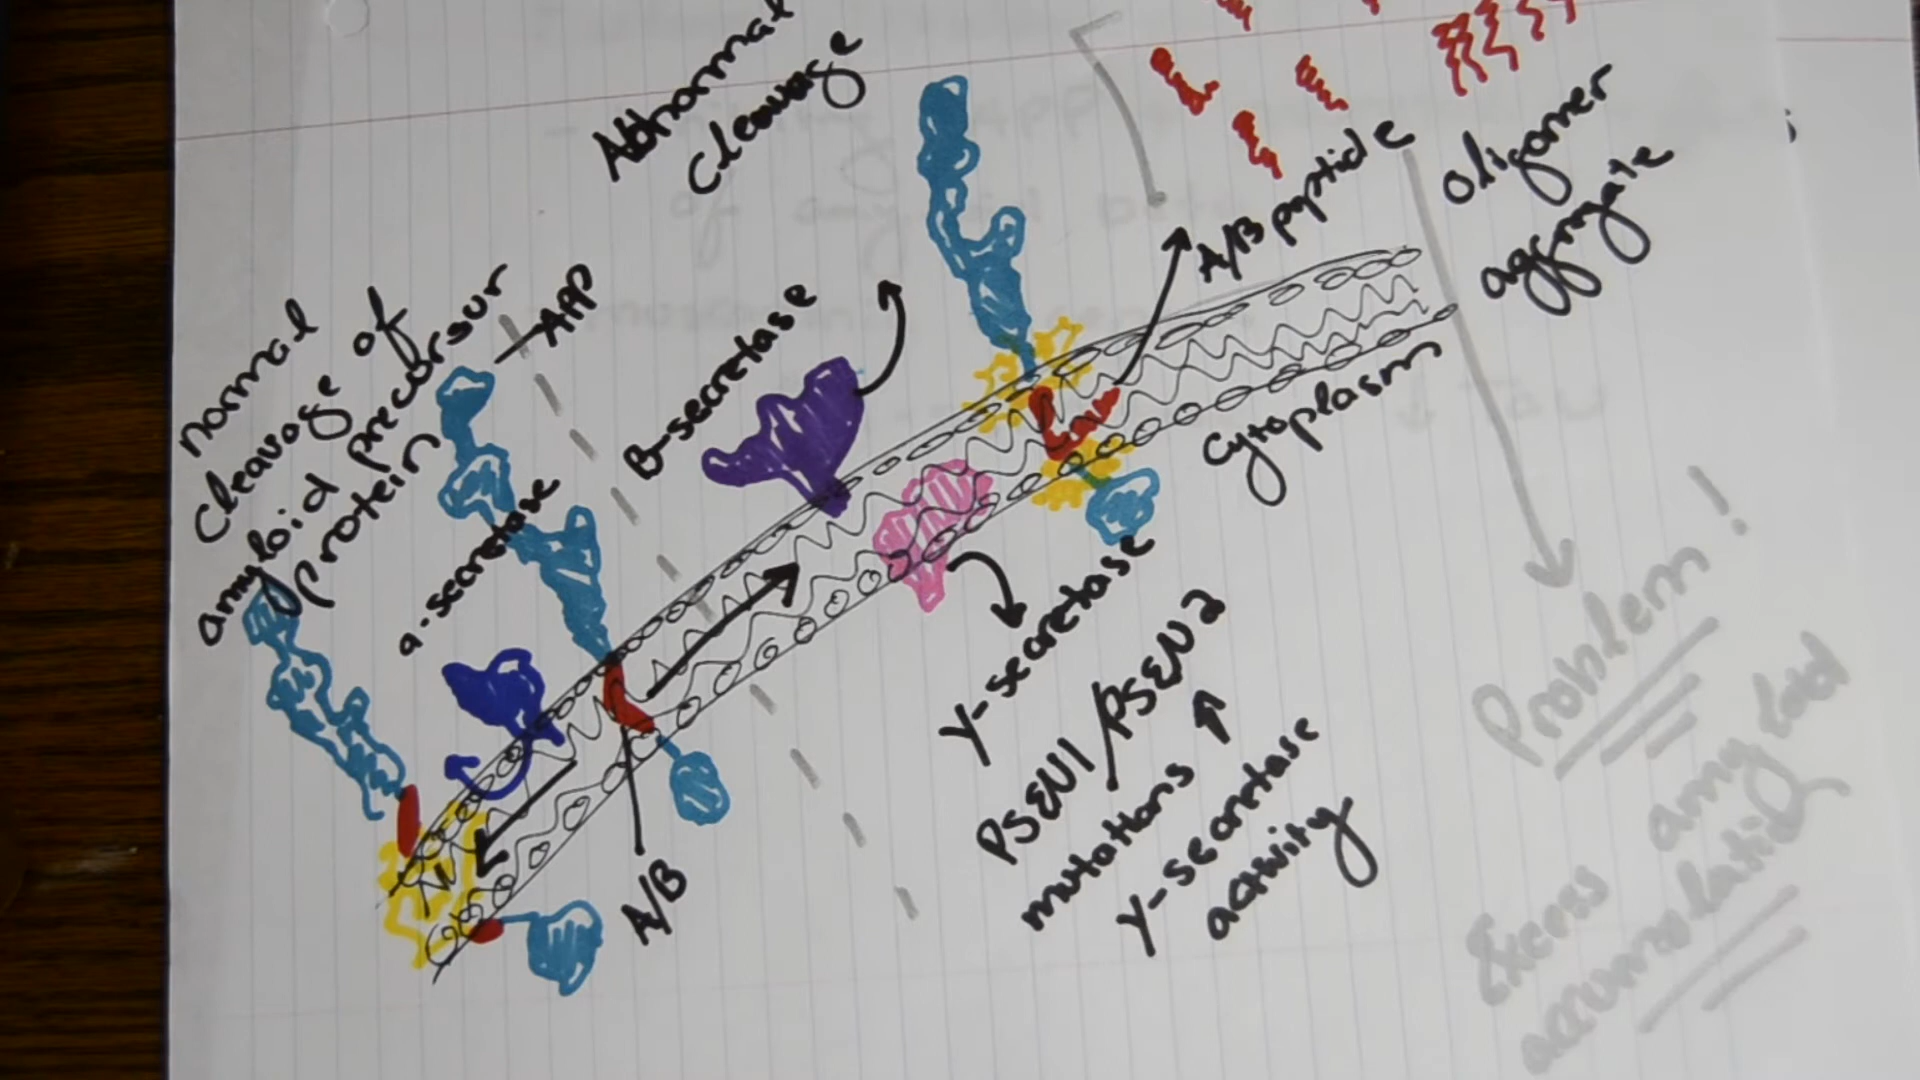 Abnormal
Cleavage
normal
Cleavage of
amyloid precorsur
protein
APP
a-secretase
B-secretase
A/B peptide
Oligomer
aggregate
Cytoplasm
A/B
Y-secretase
PSEN1/PSEN2
mutations ↑
Y-secretase
activity
Problem!
Excess amyloid
accumulation